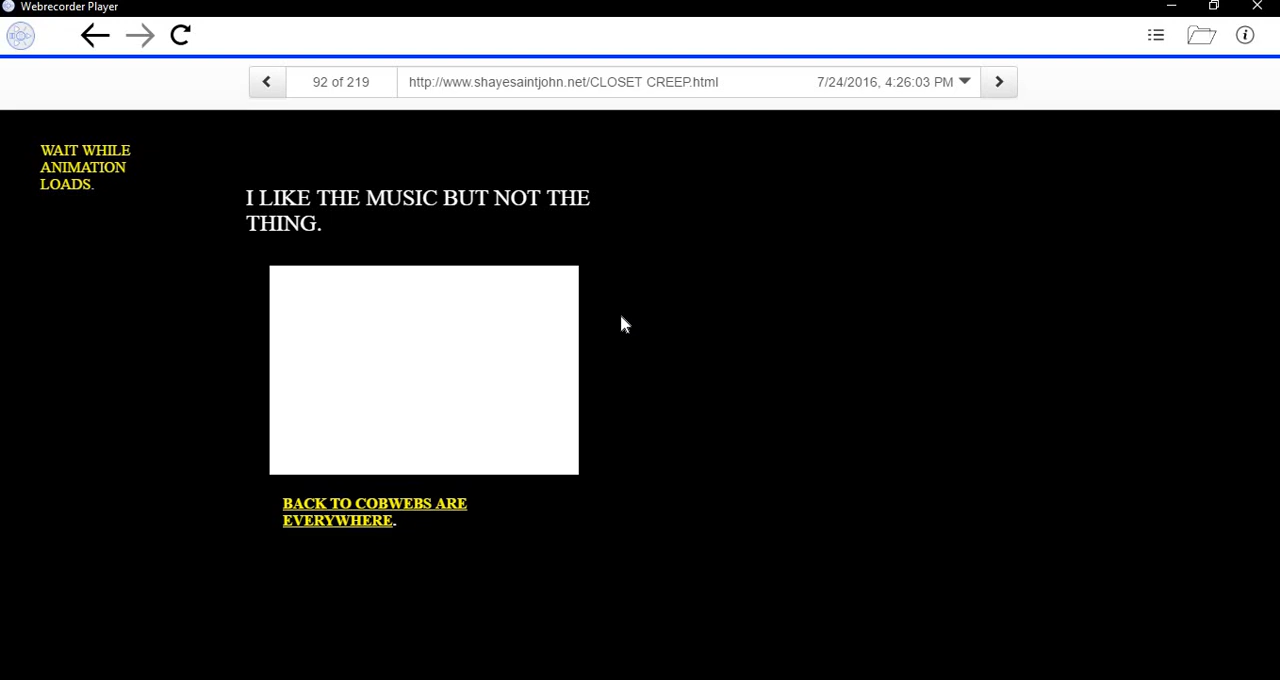 Webrecorder Player
92 of 219
http://www.shayesaintjohn.net/CLOSET CREEP.html
7/24/2016, 4:26:03 PM
WAIT WHILE
ANIMATION
LOADS.
I LIKE THE MUSIC BUT NOT THE
THING.
BACK TO COBWEBS ARE
EVERYWHERE.